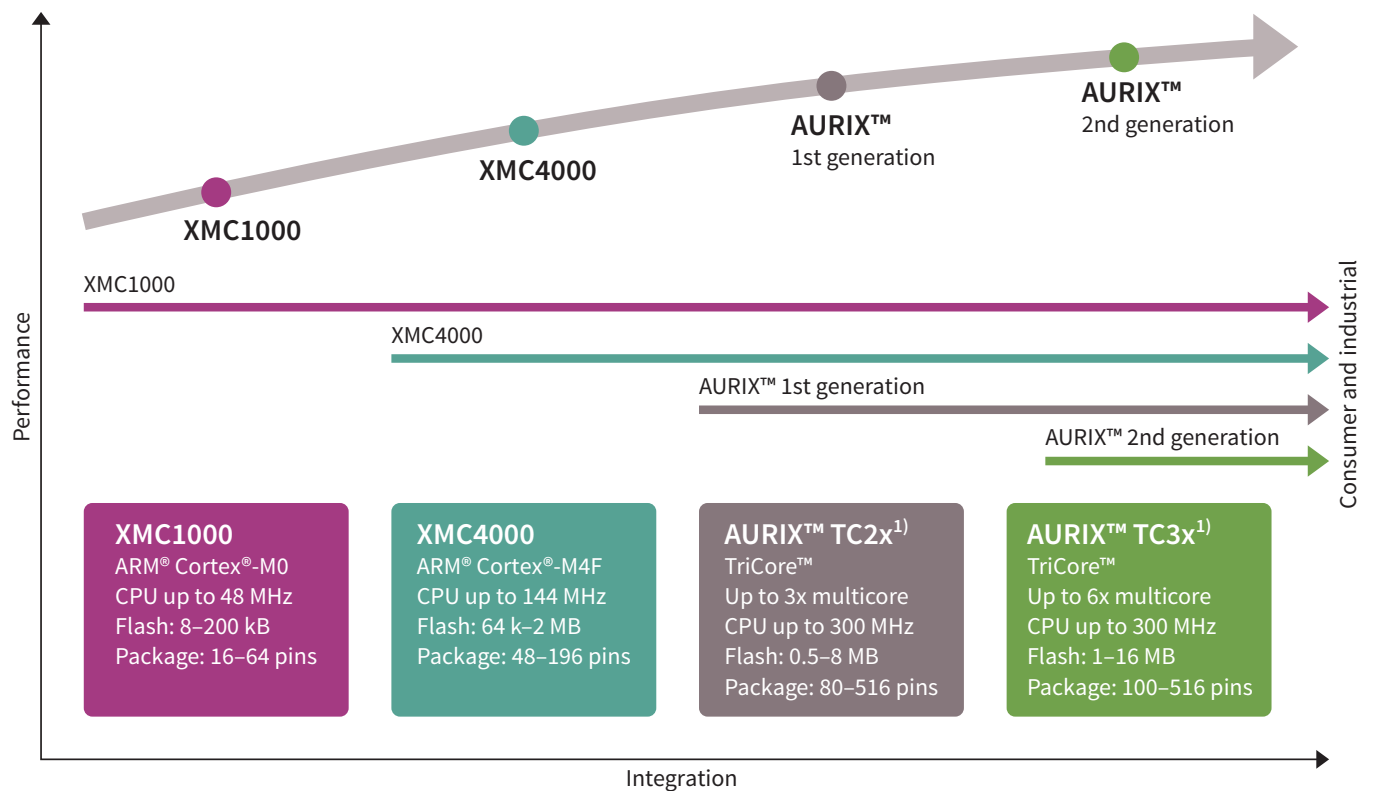 AURIX™
2nd generation
AURIX™
1st generation
XMC4000
XMC1000
XMC1000
XMC4000
AURIX™ 1st generation
AURIX™ 2nd generation
Performance
Consumer and industrial
XMC1000
ARM® Cortex®-M0
CPU up to 48 MHz
Flash: 8–200 kB
Package: 16–64 pins
XMC4000
ARM® Cortex®-M4F
CPU up to 144 MHz
Flash: 64 k–2 MB
Package: 48–196 pins
AURIX™ TC2x¹⁾
TriCore™
Up to 3x multicore
CPU up to 300 MHz
Flash: 0.5–8 MB
Package: 80–516 pins
AURIX™ TC3x¹⁾
TriCore™
Up to 6x multicore
CPU up to 300 MHz
Flash: 1–16 MB
Package: 100–516 pins
Integration